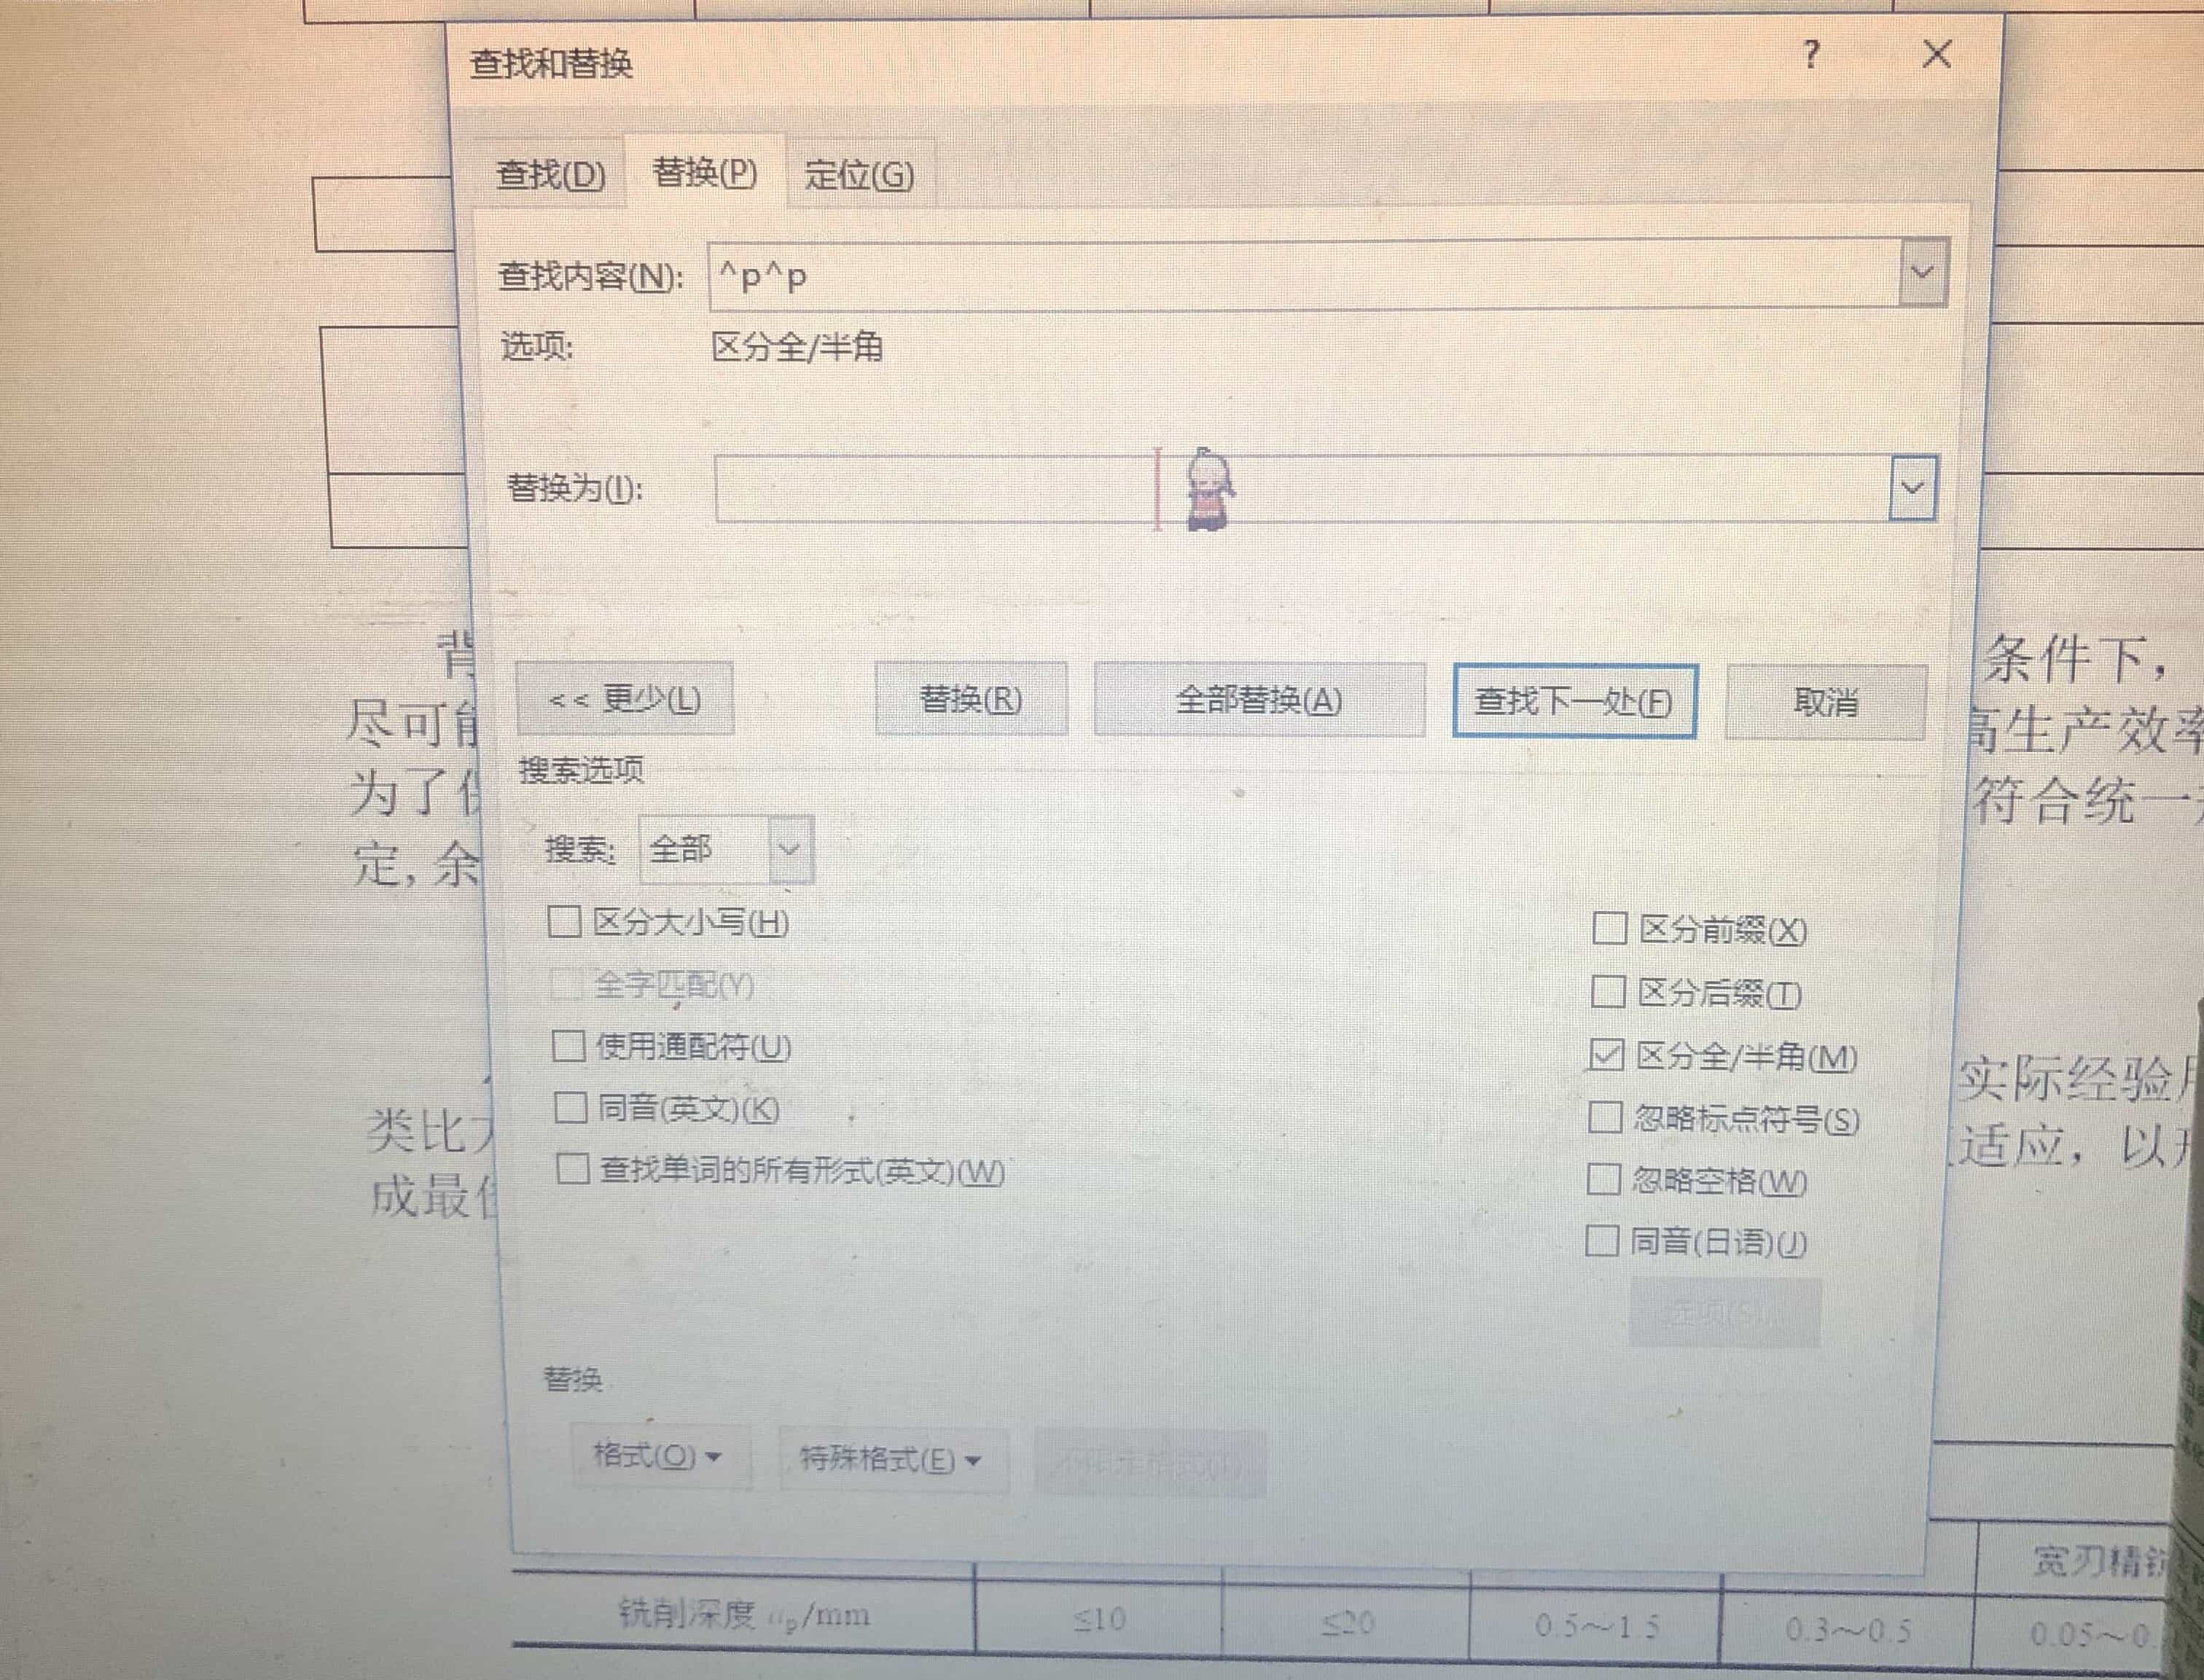 查找和替换
?
查找(D) 替换(P) 定位(G)
查找内容(N): ^p^p
选项: 区分全/半角
替换为(I):
<< 更少(L) 替换(R) 全部替换(A) 查找下一处(F) 取消
搜索选项
搜索: 全部
区分大小写(H)
全字匹配(Y)
使用通配符(U)
同音(英文)(K)
查找单词的所有形式(英文)(W)
区分前缀(X)
区分后缀(T)
区分全/半角(M)
忽略标点符号(S)
忽略空格(W)
同音(日语)(J)
选项(S)...
替换
格式(O) 特殊格式(E) 不限定格式(T)
背 条件下，
尽可能 高生产效率
为了 符合统一
定, 余
实际经验
类比 适应，以
成最佳
宽刃精铣
铣削深度 ap/mm ≤10 ≤20 0.5～1.5 0.3～0.5 0.05～0.